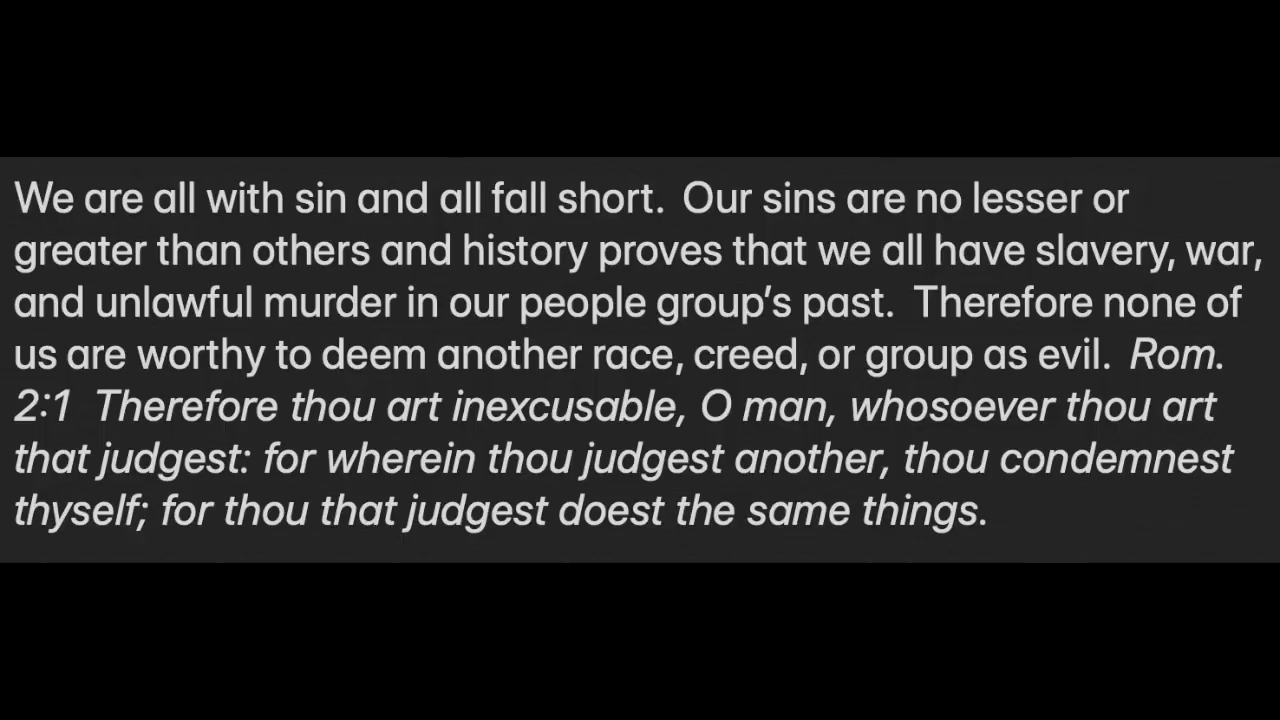 We are all with sin and all fall short.  Our sins are no lesser or
greater than others and history proves that we all have slavery, war,
and unlawful murder in our people group's past.  Therefore none of
us are worthy to deem another race, creed, or group as evil.  Rom.
2:1  Therefore thou art inexcusable, O man, whosoever thou art
that judgest: for wherein thou judgest another, thou condemnest
thyself; for thou that judgest doest the same things.